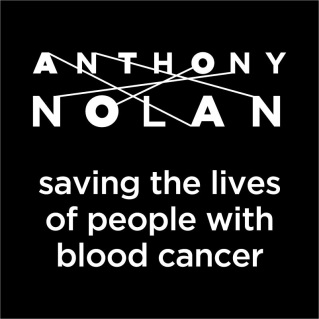 ANTHONY
NOLAN
saving the lives
of people with
blood cancer